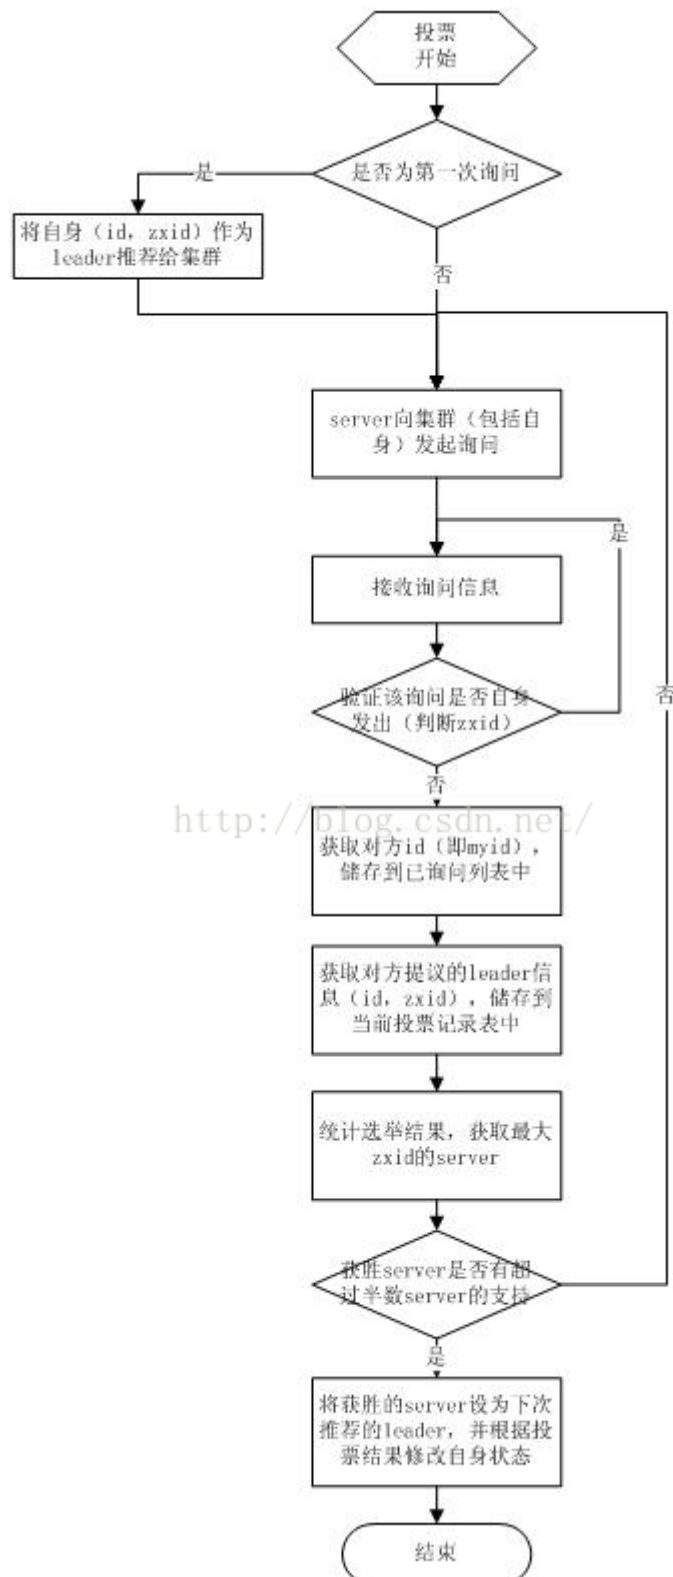 投票
开始
是否为第一次询问
是
将自身（id，zxid）作为
leader推荐给集群
否
server向集群（包括自
身）发起询问
是
接收询问信息
验证该询问是否自身
发出（判断zxid）
否
否
http://blog.csdn.net/
获取对方id（即myid），
储存到已询问列表中
获取对方提议的leader信
息（id，zxid），储存到
当前投票记录表中
统计选举结果，获取最大
zxid的server
获胜server是否有超
过半数server的支持
是
将获胜的server设为下次
推荐的leader，并根据投
票结果修改自身状态
结束